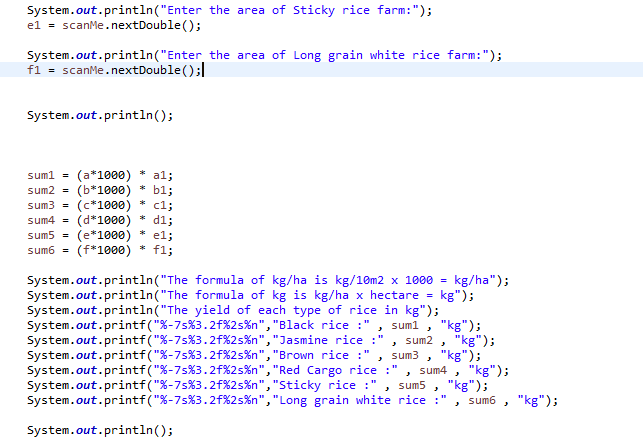 System.out.println("Enter the area of Sticky rice farm:");
e1 = scanMe.nextDouble();
System.out.println("Enter the area of Long grain white rice farm:");
f1 = scanMe.nextDouble();
System.out.println();
sum1 = (a*1000) * a1;
sum2 = (b*1000) * b1;
sum3 = (c*1000) * c1;
sum4 = (d*1000) * d1;
sum5 = (e*1000) * e1;
sum6 = (f*1000) * f1;
System.out.println("The formula of kg/ha is kg/10m2 x 1000 = kg/ha");
System.out.println("The formula of kg is kg/ha x hectare = kg");
System.out.println("The yield of each type of rice in kg");
System.out.printf("%-7s%3.2f%2s%n","Black rice :" , sum1 , "kg");
System.out.printf("%-7s%3.2f%2s%n","Jasmine rice :" , sum2 , "kg");
System.out.printf("%-7s%3.2f%2s%n","Brown rice :" , sum3 , "kg");
System.out.printf("%-7s%3.2f%2s%n","Red Cargo rice :" , sum4 , "kg");
System.out.printf("%-7s%3.2f%2s%n","Sticky rice :" , sum5 , "kg");
System.out.printf("%-7s%3.2f%2s%n","Long grain white rice :" , sum6 , "kg");
System.out.println();